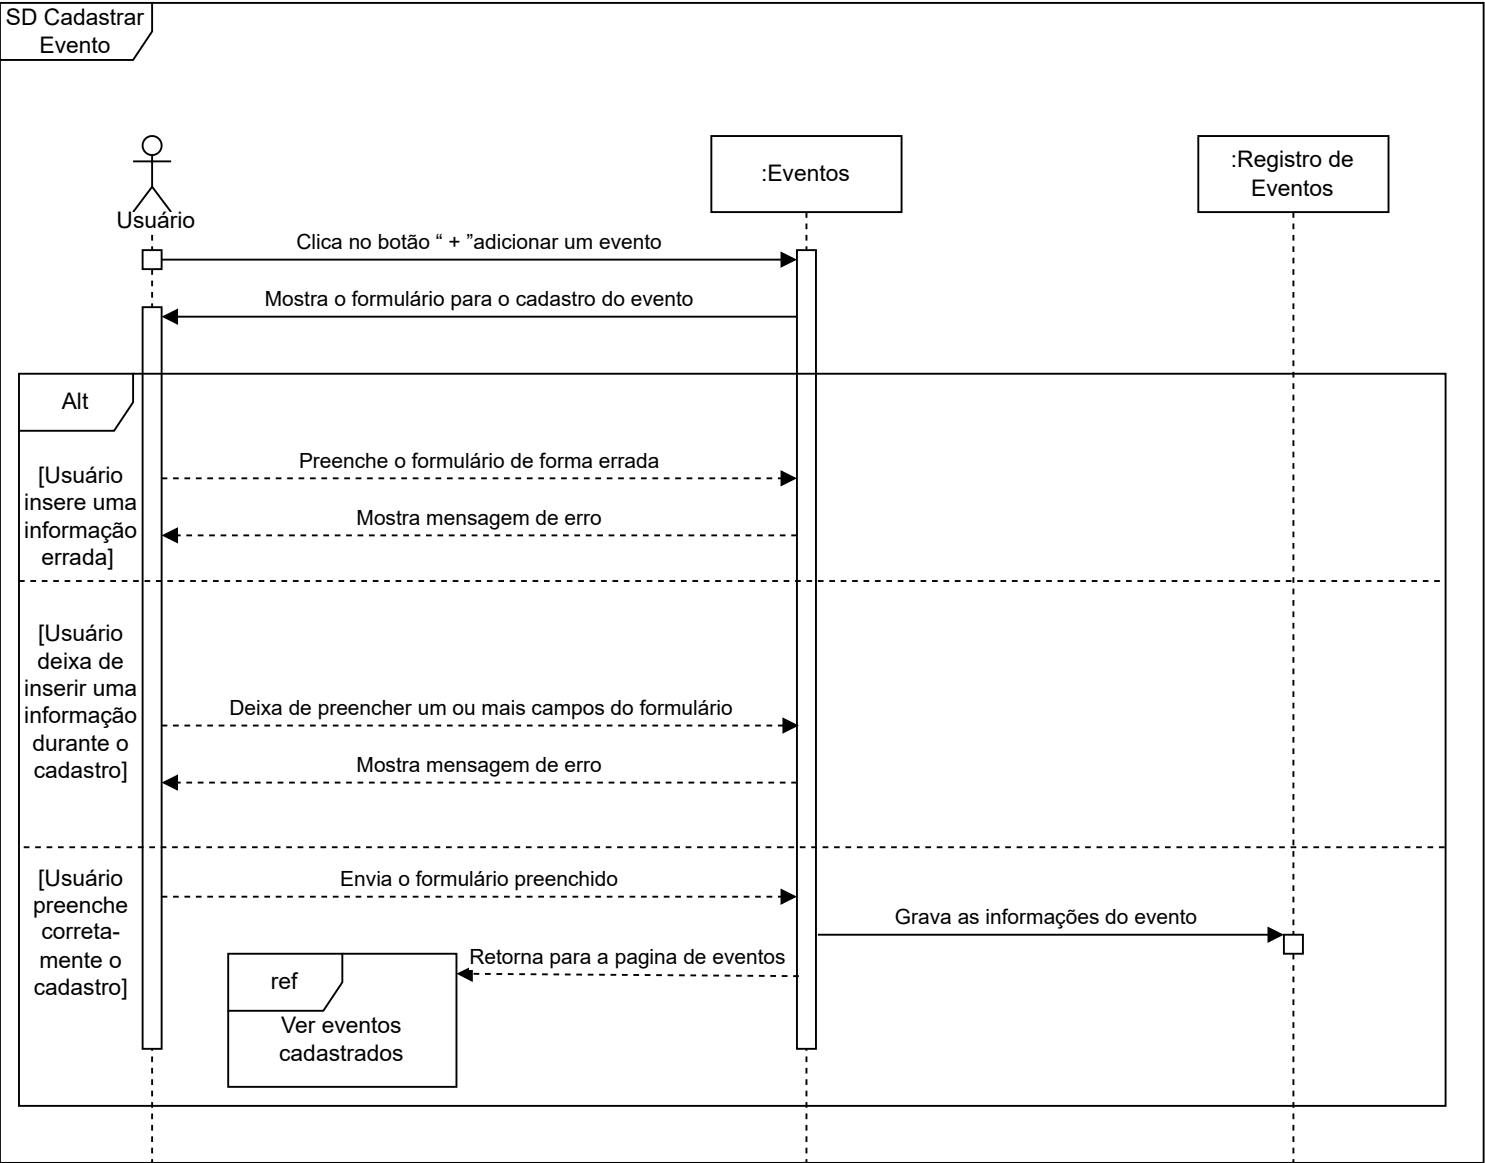 SD Cadastrar
Evento
Usuário
:Eventos
:Registro de
Eventos
Clica no botão “ + ”adicionar um evento
Mostra o formulário para o cadastro do evento
Alt
[Usuário
insere uma
informação
errada]
Preenche o formulário de forma errada
Mostra mensagem de erro
[Usuário
deixa de
inserir uma
informação
durante o
cadastro]
Deixa de preencher um ou mais campos do formulário
Mostra mensagem de erro
[Usuário
preenche
correta-
mente o
cadastro]
Envia o formulário preenchido
Grava as informações do evento
Retorna para a pagina de eventos
ref
Ver eventos
cadastrados